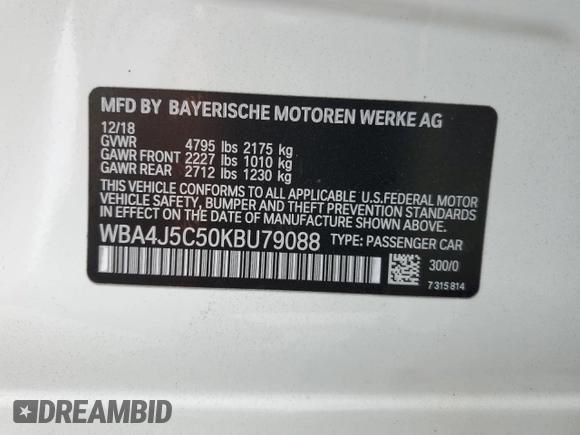 MFD BY BAYERISCHE MOTOREN WERKE AG
12/18
GVWR 4795 lbs 2175 kg
GAWR FRONT 2227 lbs 1010 kg
GAWR REAR 2712 lbs 1230 kg
THIS VEHICLE CONFORMS TO ALL APPLICABLE U.S.FEDERAL MOTOR
VEHICLE SAFETY, BUMPER AND THEFT PREVENTION STANDARDS
IN EFFECT ON THE DATE OF MANUFACTURE SHOWN ABOVE.
WBA4J5C50KBU79088 TYPE: PASSENGER CAR
300/0
7 315 814
DREAMBID